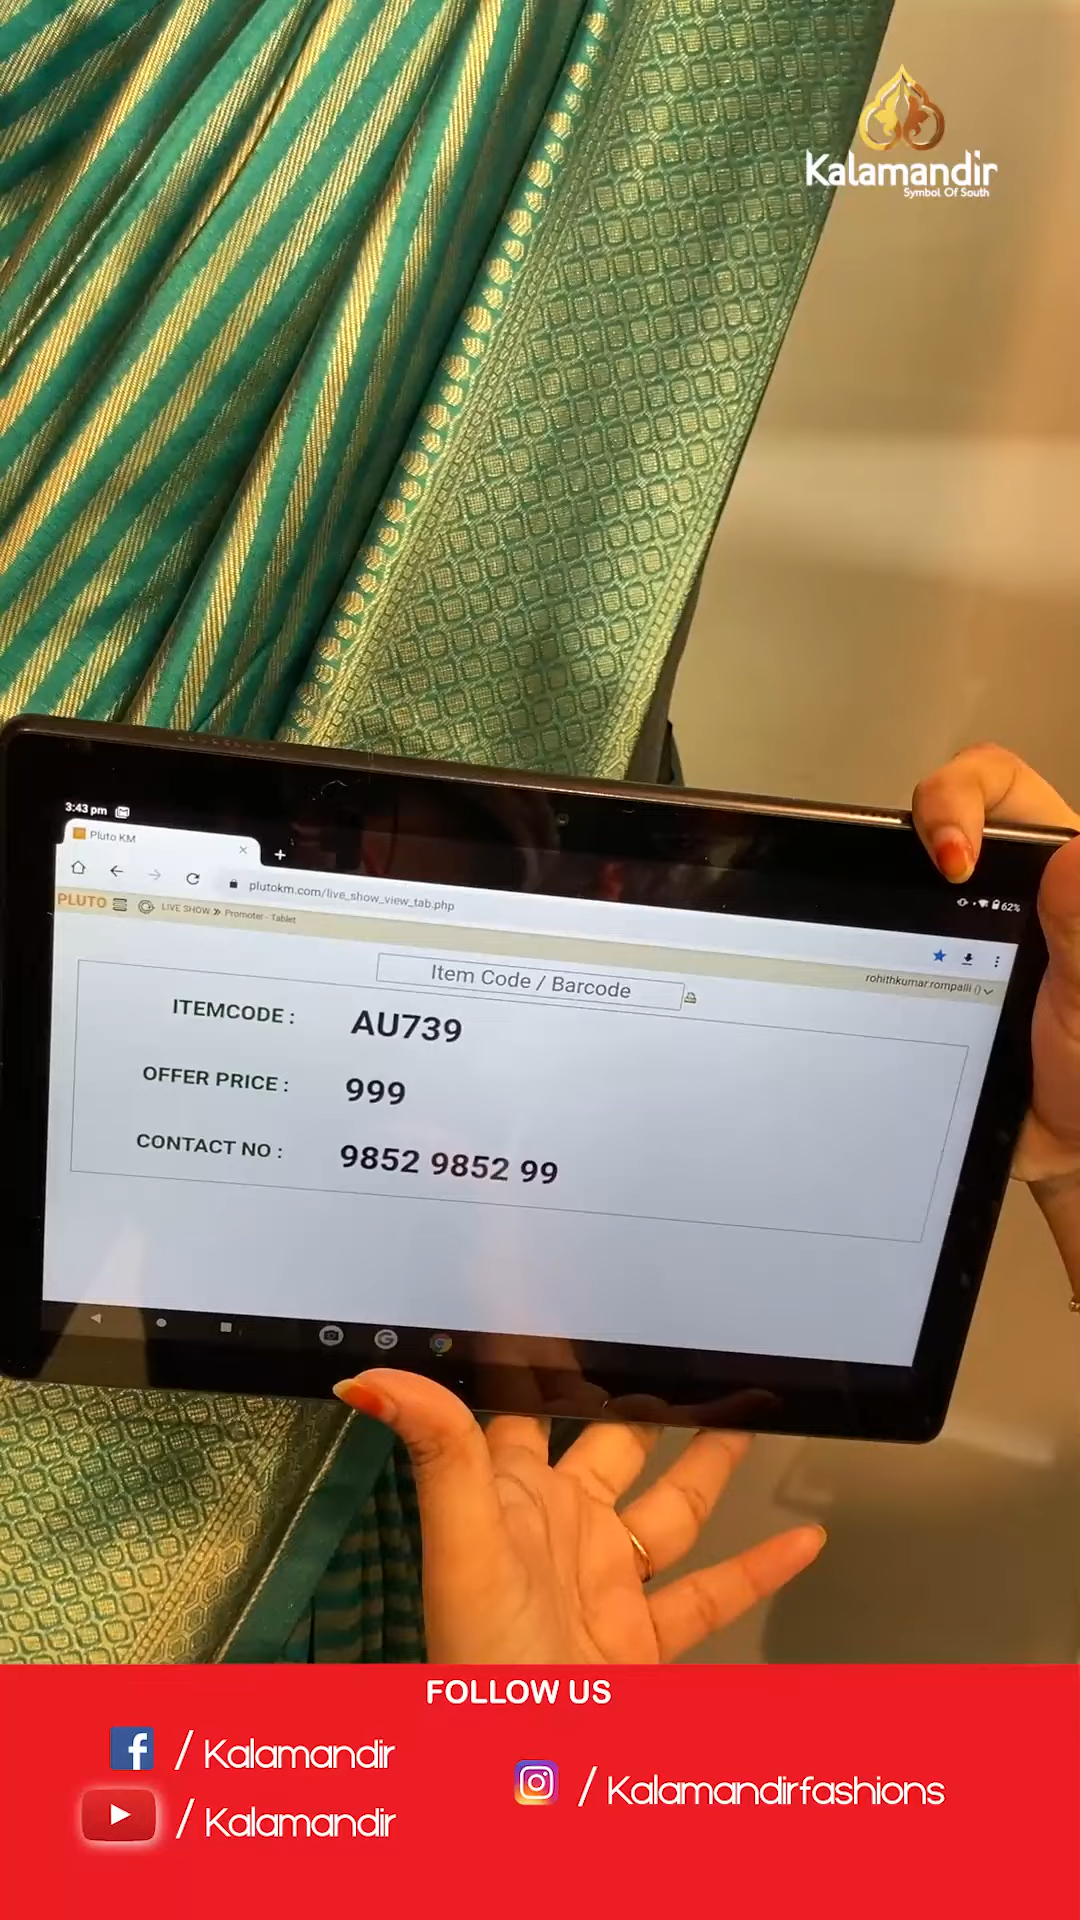 Kalamandir
Symbol Of South
3:43 pm
62%
Pluto KM
plutokm.com/live_show_view_tab.php
PLUTO
LIVE SHOW » Promoter - Tablet
rohithkumar.rompalli ()
Item Code / Barcode
ITEMCODE : AU739
OFFER PRICE : 999
CONTACT NO : 9852 9852 99
FOLLOW US
/ Kalamandir
/ Kalamandir
/ Kalamandirfashions